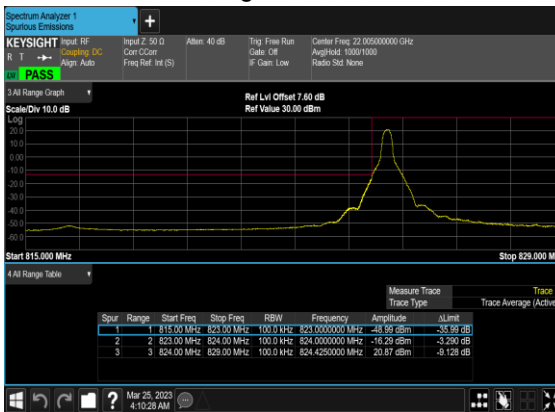 Spectrum Analyzer 1
Spurious Emissions
KEYSIGHT
R T
LVI PASS
Input: RF
Coupling: DC
Align: Auto
Input Z: 50 Ω
Corr CCorr
Freq Ref: Int (S)
Atten: 40 dB
Trig: Free Run
Gate: Off
IF Gain: Low
Center Freq: 22.005000000 GHz
Avg|Hold: 1000/1000
Radio Std: None
3 All Range Graph
Scale/Div 10.0 dB
Ref Lvl Offset 7.60 dB
Ref Value 30.00 dBm
Log
20.0
10.0
0.00
-10.0
-20.0
-30.0
-40.0
-50.0
-60.0
Start 815.000 MHz
Stop 829.000 M
4 All Range Table
Measure Trace Trace
Trace Type Trace Average (Active
Spur Range Start Freq Stop Freq RBW Frequency Amplitude ΔLimit
1 1 815.00 MHz 823.00 MHz 100.0 kHz 823.0000000 MHz -48.99 dBm -35.99 dB
2 2 823.00 MHz 824.00 MHz 100.0 kHz 824.0000000 MHz -16.29 dBm -3.290 dB
3 3 824.00 MHz 829.00 MHz 100.0 kHz 824.4250000 MHz 20.87 dBm -9.128 dB
?
Mar 25, 2023
4:10:28 AM